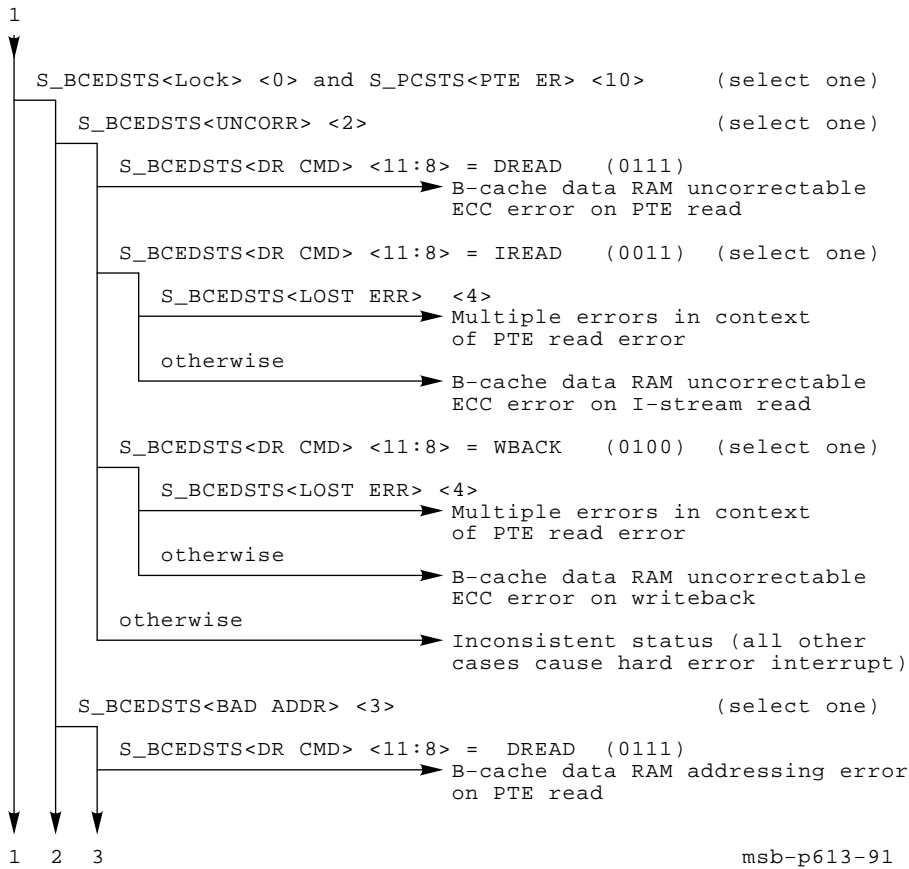 1
S_BCEDSTS<Lock> <0> and S_PCSTS<PTE ER> <10> (select one)
S_BCEDSTS<UNCORR> <2> (select one)
S_BCEDSTS<DR CMD> <11:8> = DREAD (0111)
B-cache data RAM uncorrectable
ECC error on PTE read
S_BCEDSTS<DR CMD> <11:8> = IREAD (0011) (select one)
S_BCEDSTS<LOST ERR> <4>
Multiple errors in context
of PTE read error
otherwise
B-cache data RAM uncorrectable
ECC error on I-stream read
S_BCEDSTS<DR CMD> <11:8> = WBACK (0100) (select one)
S_BCEDSTS<LOST ERR> <4>
Multiple errors in context
of PTE read error
otherwise
B-cache data RAM uncorrectable
ECC error on writeback
otherwise
Inconsistent status (all other
cases cause hard error interrupt)
S_BCEDSTS<BAD ADDR> <3> (select one)
S_BCEDSTS<DR CMD> <11:8> = DREAD (0111)
B-cache data RAM addressing error
on PTE read
1 2 3 msb-p613-91